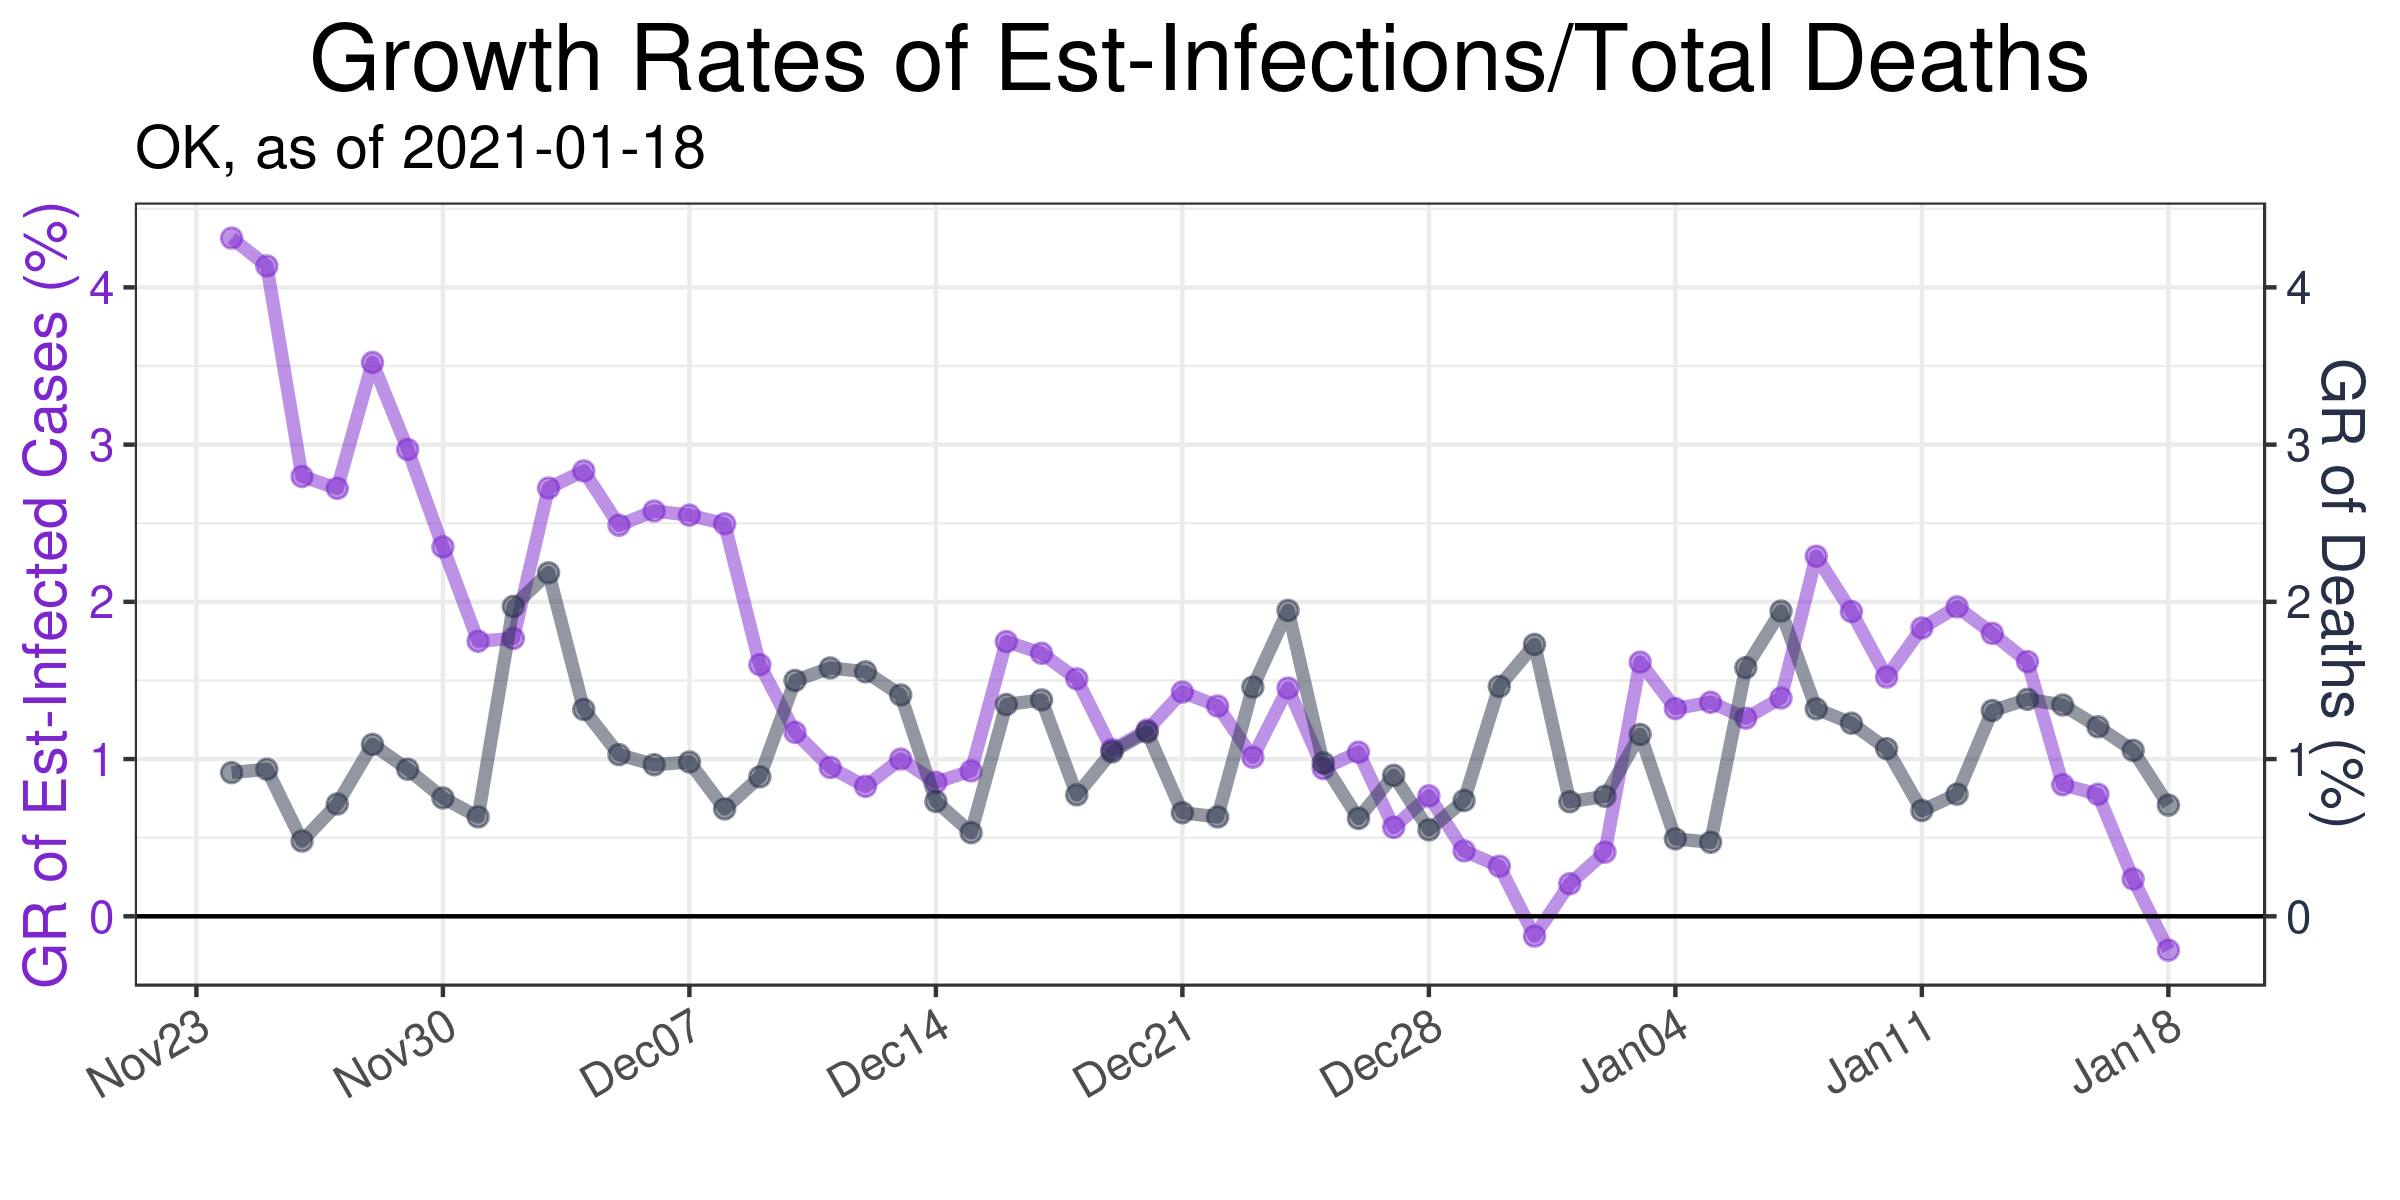 Growth Rates of Est-Infections/Total Deaths
OK, as of 2021-01-18
GR of Est-Infected Cases (%)
4
3
2
1
0
4
3
2
1
0
GR of Deaths (%)
Nov23
Nov30
Dec07
Dec14
Dec21
Dec28
Jan04
Jan11
Jan18